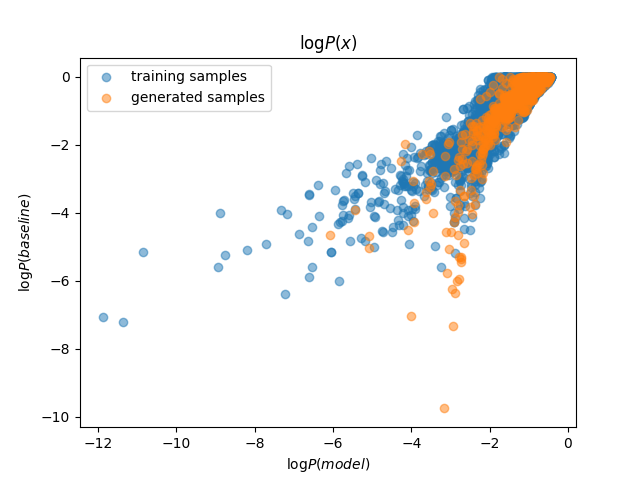 logP(x)
training samples
generated samples
0
−2
−4
−6
−8
−10
logP(baseline)
−12
−10
−8
−6
−4
−2
0
logP(model)